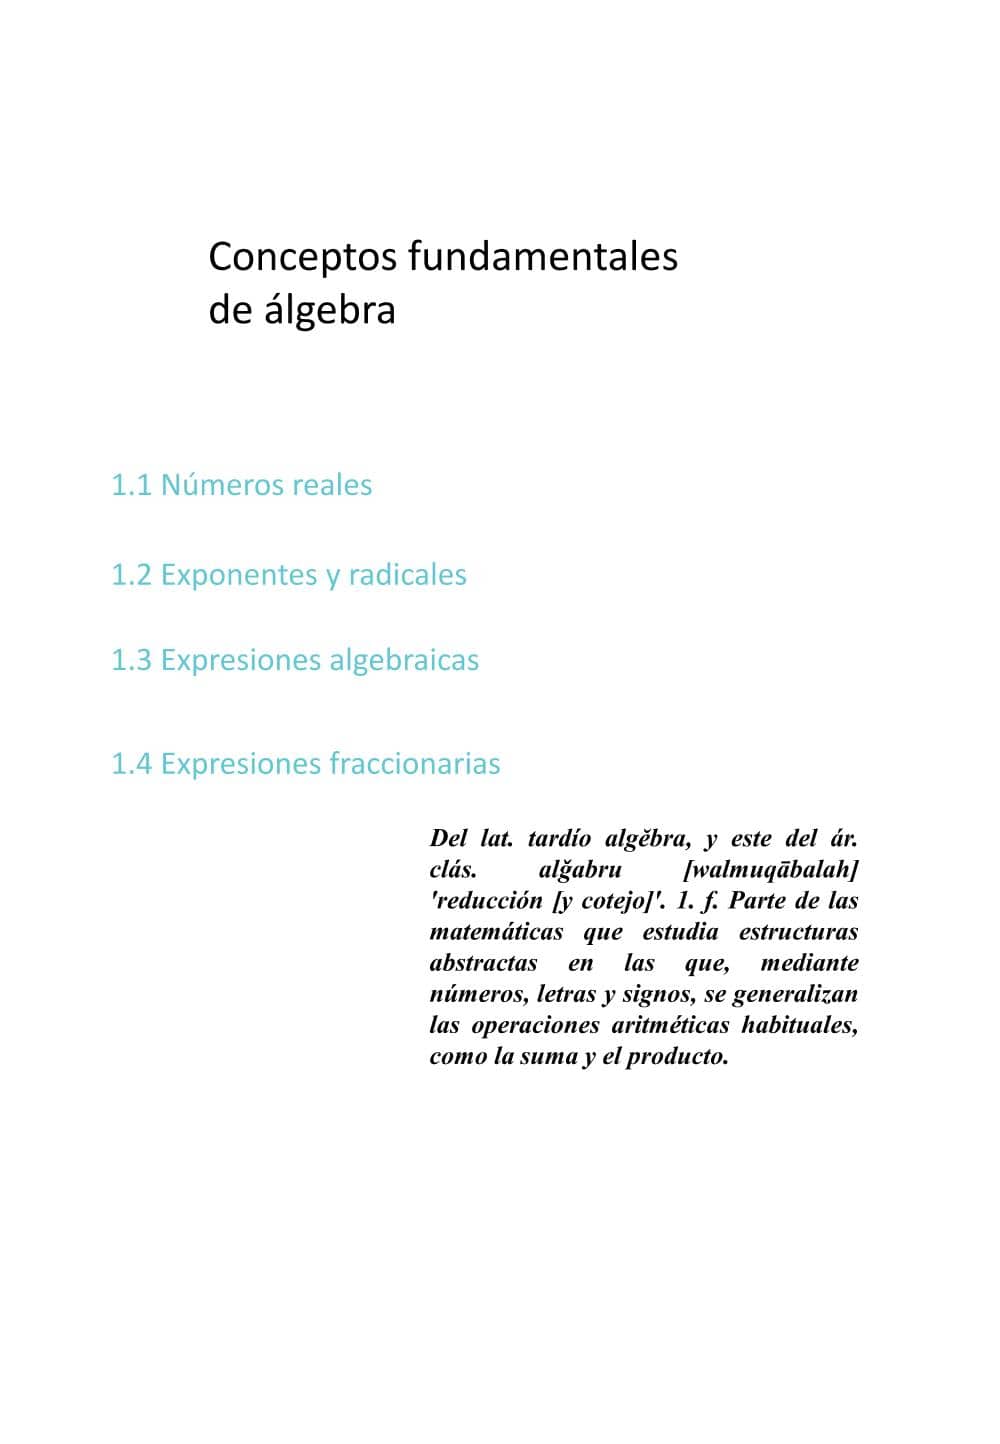 Conceptos fundamentales
de álgebra
1.1 Números reales
1.2 Exponentes y radicales
1.3 Expresiones algebraicas
1.4 Expresiones fraccionarias
Del lat. tardío algĕbra, y este del ár.
clás. alǧabru [walmuqābalah]
'reducción [y cotejo]'. 1. f. Parte de las
matemáticas que estudia estructuras
abstractas en las que, mediante
números, letras y signos, se generalizan
las operaciones aritméticas habituales,
como la suma y el producto.